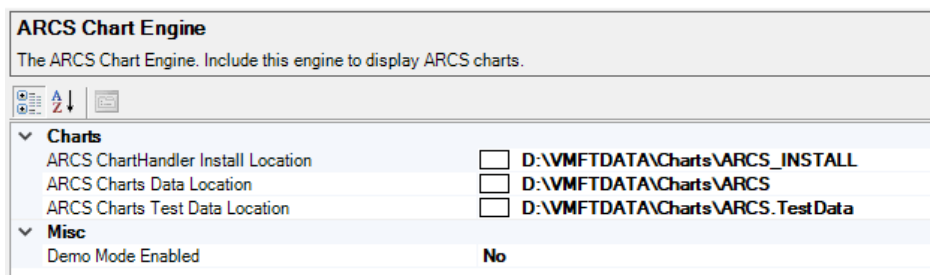 ARCS Chart Engine
The ARCS Chart Engine. Include this engine to display ARCS charts.
A
Z
Charts
ARCS ChartHandler Install Location D:\VMFTDATA\Charts\ARCS_INSTALL
ARCS Charts Data Location D:\VMFTDATA\Charts\ARCS
ARCS Charts Test Data Location D:\VMFTDATA\Charts\ARCS.TestData
Misc
Demo Mode Enabled No